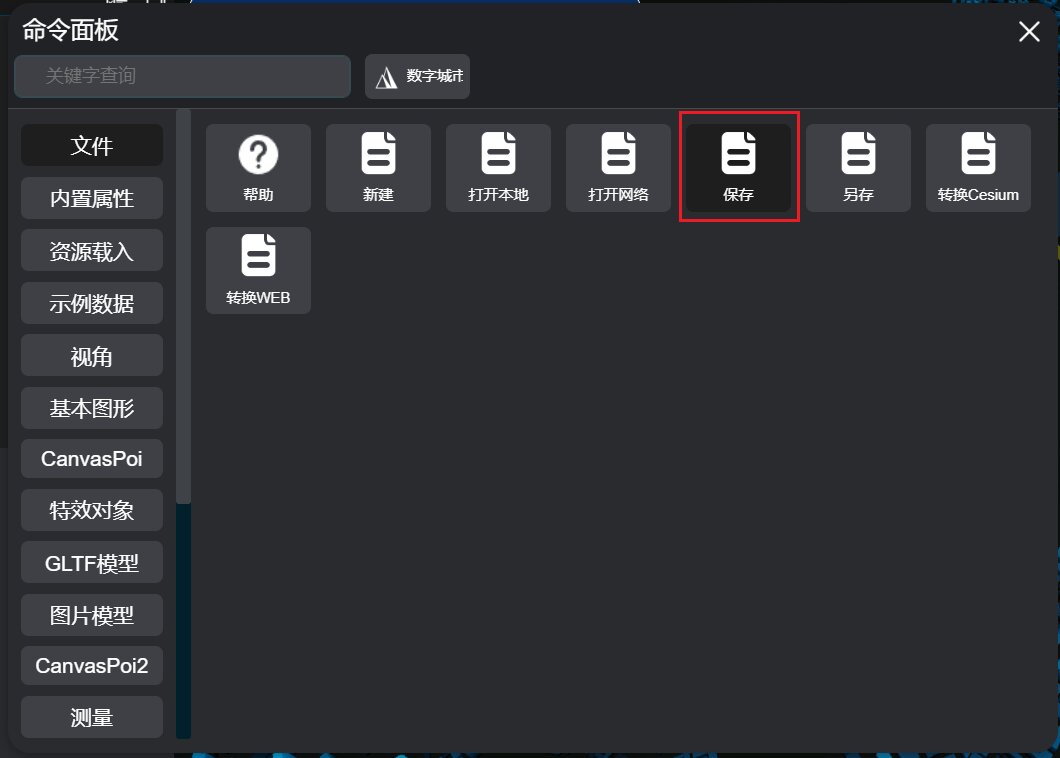 命令面板
关键字查询
数字城市
文件
内置属性
资源载入
示例数据
视角
基本图形
CanvasPoi
特效对象
GLTF模型
图片模型
CanvasPoi2
测量
帮助
新建
打开本地
打开网络
保存
另存
转换Cesium
转换WEB